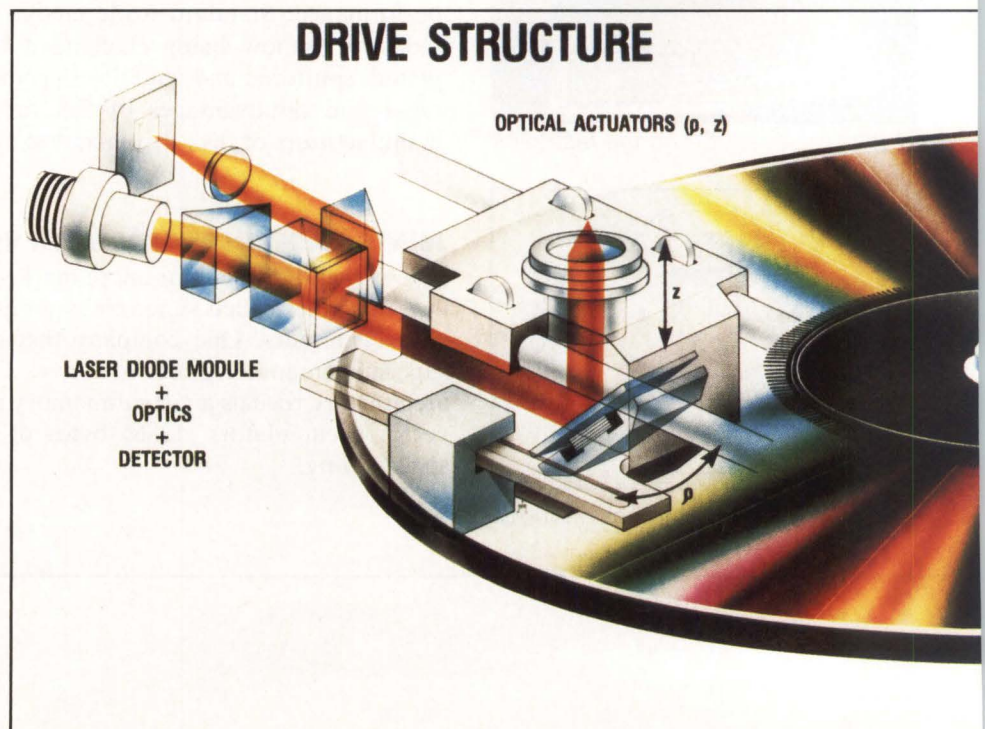 DRIVE STRUCTURE
OPTICAL ACTUATORS (ρ, z)
z
LASER DIODE MODULE
+
OPTICS
+
DETECTOR
ρ